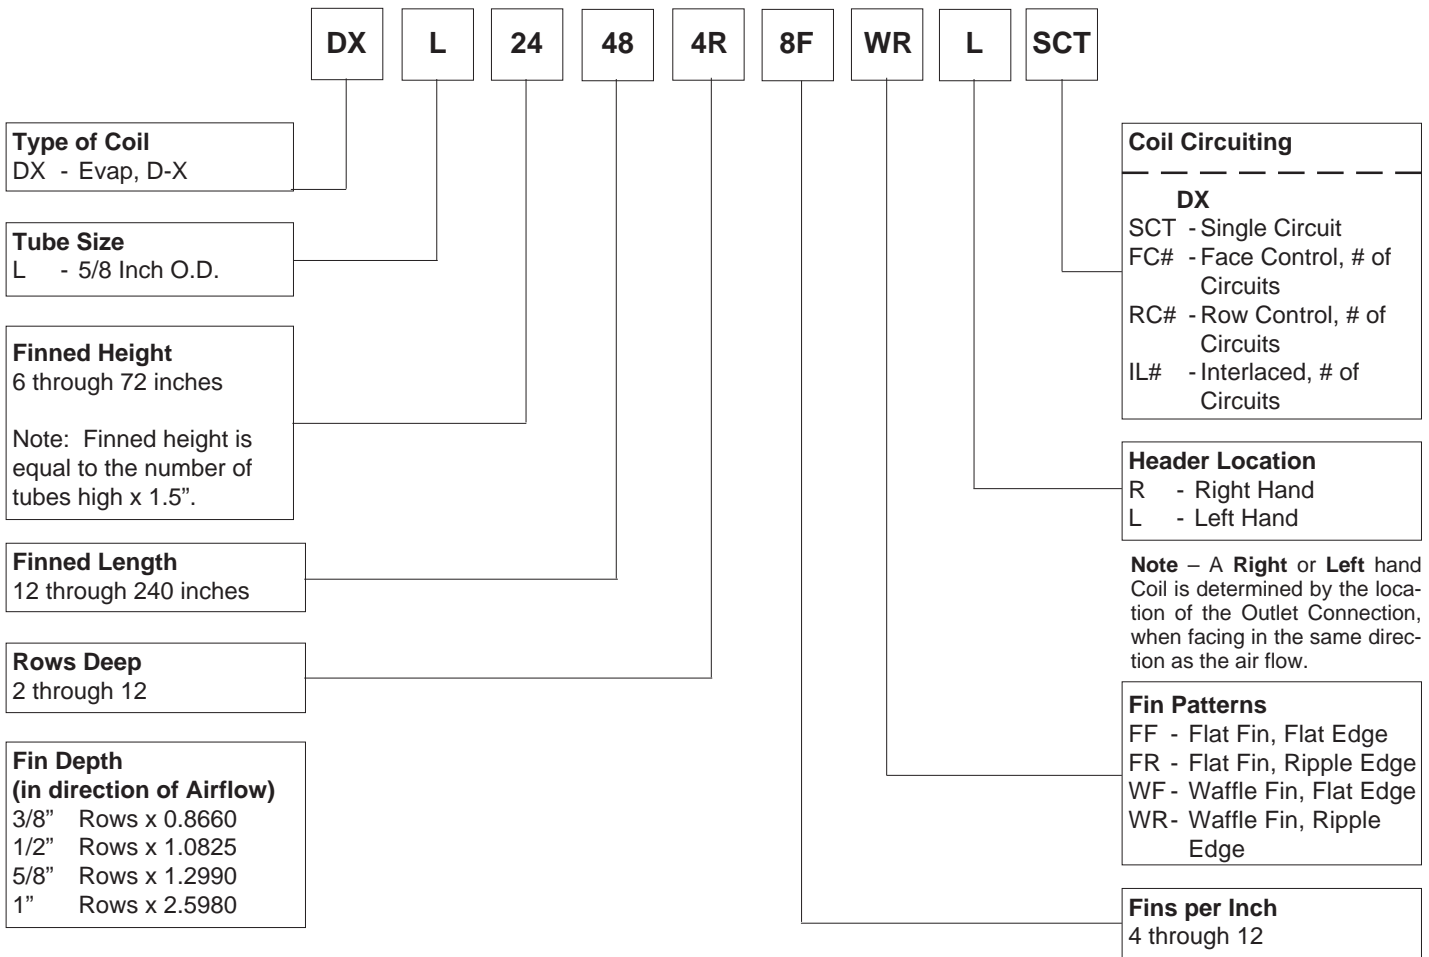 DX L 24 48 4R 8F WR L SCT
Type of Coil
DX - Evap, D-X
Tube Size
L - 5/8 Inch O.D.
Finned Height
6 through 72 inches
Note: Finned height is
equal to the number of
tubes high x 1.5”.
Finned Length
12 through 240 inches
Rows Deep
2 through 12
Fin Depth
(in direction of Airflow)
3/8” Rows x 0.8660
1/2” Rows x 1.0825
5/8” Rows x 1.2990
1” Rows x 2.5980
Coil Circuiting
DX
SCT - Single Circuit
FC# - Face Control, # of
Circuits
RC# - Row Control, # of
Circuits
IL# - Interlaced, # of
Circuits
Header Location
R - Right Hand
L - Left Hand
Note – A Right or Left hand
Coil is determined by the loca-
tion of the Outlet Connection,
when facing in the same direc-
tion as the air flow.
Fin Patterns
FF - Flat Fin, Flat Edge
FR - Flat Fin, Ripple Edge
WF - Waffle Fin, Flat Edge
WR- Waffle Fin, Ripple
Edge
Fins per Inch
4 through 12